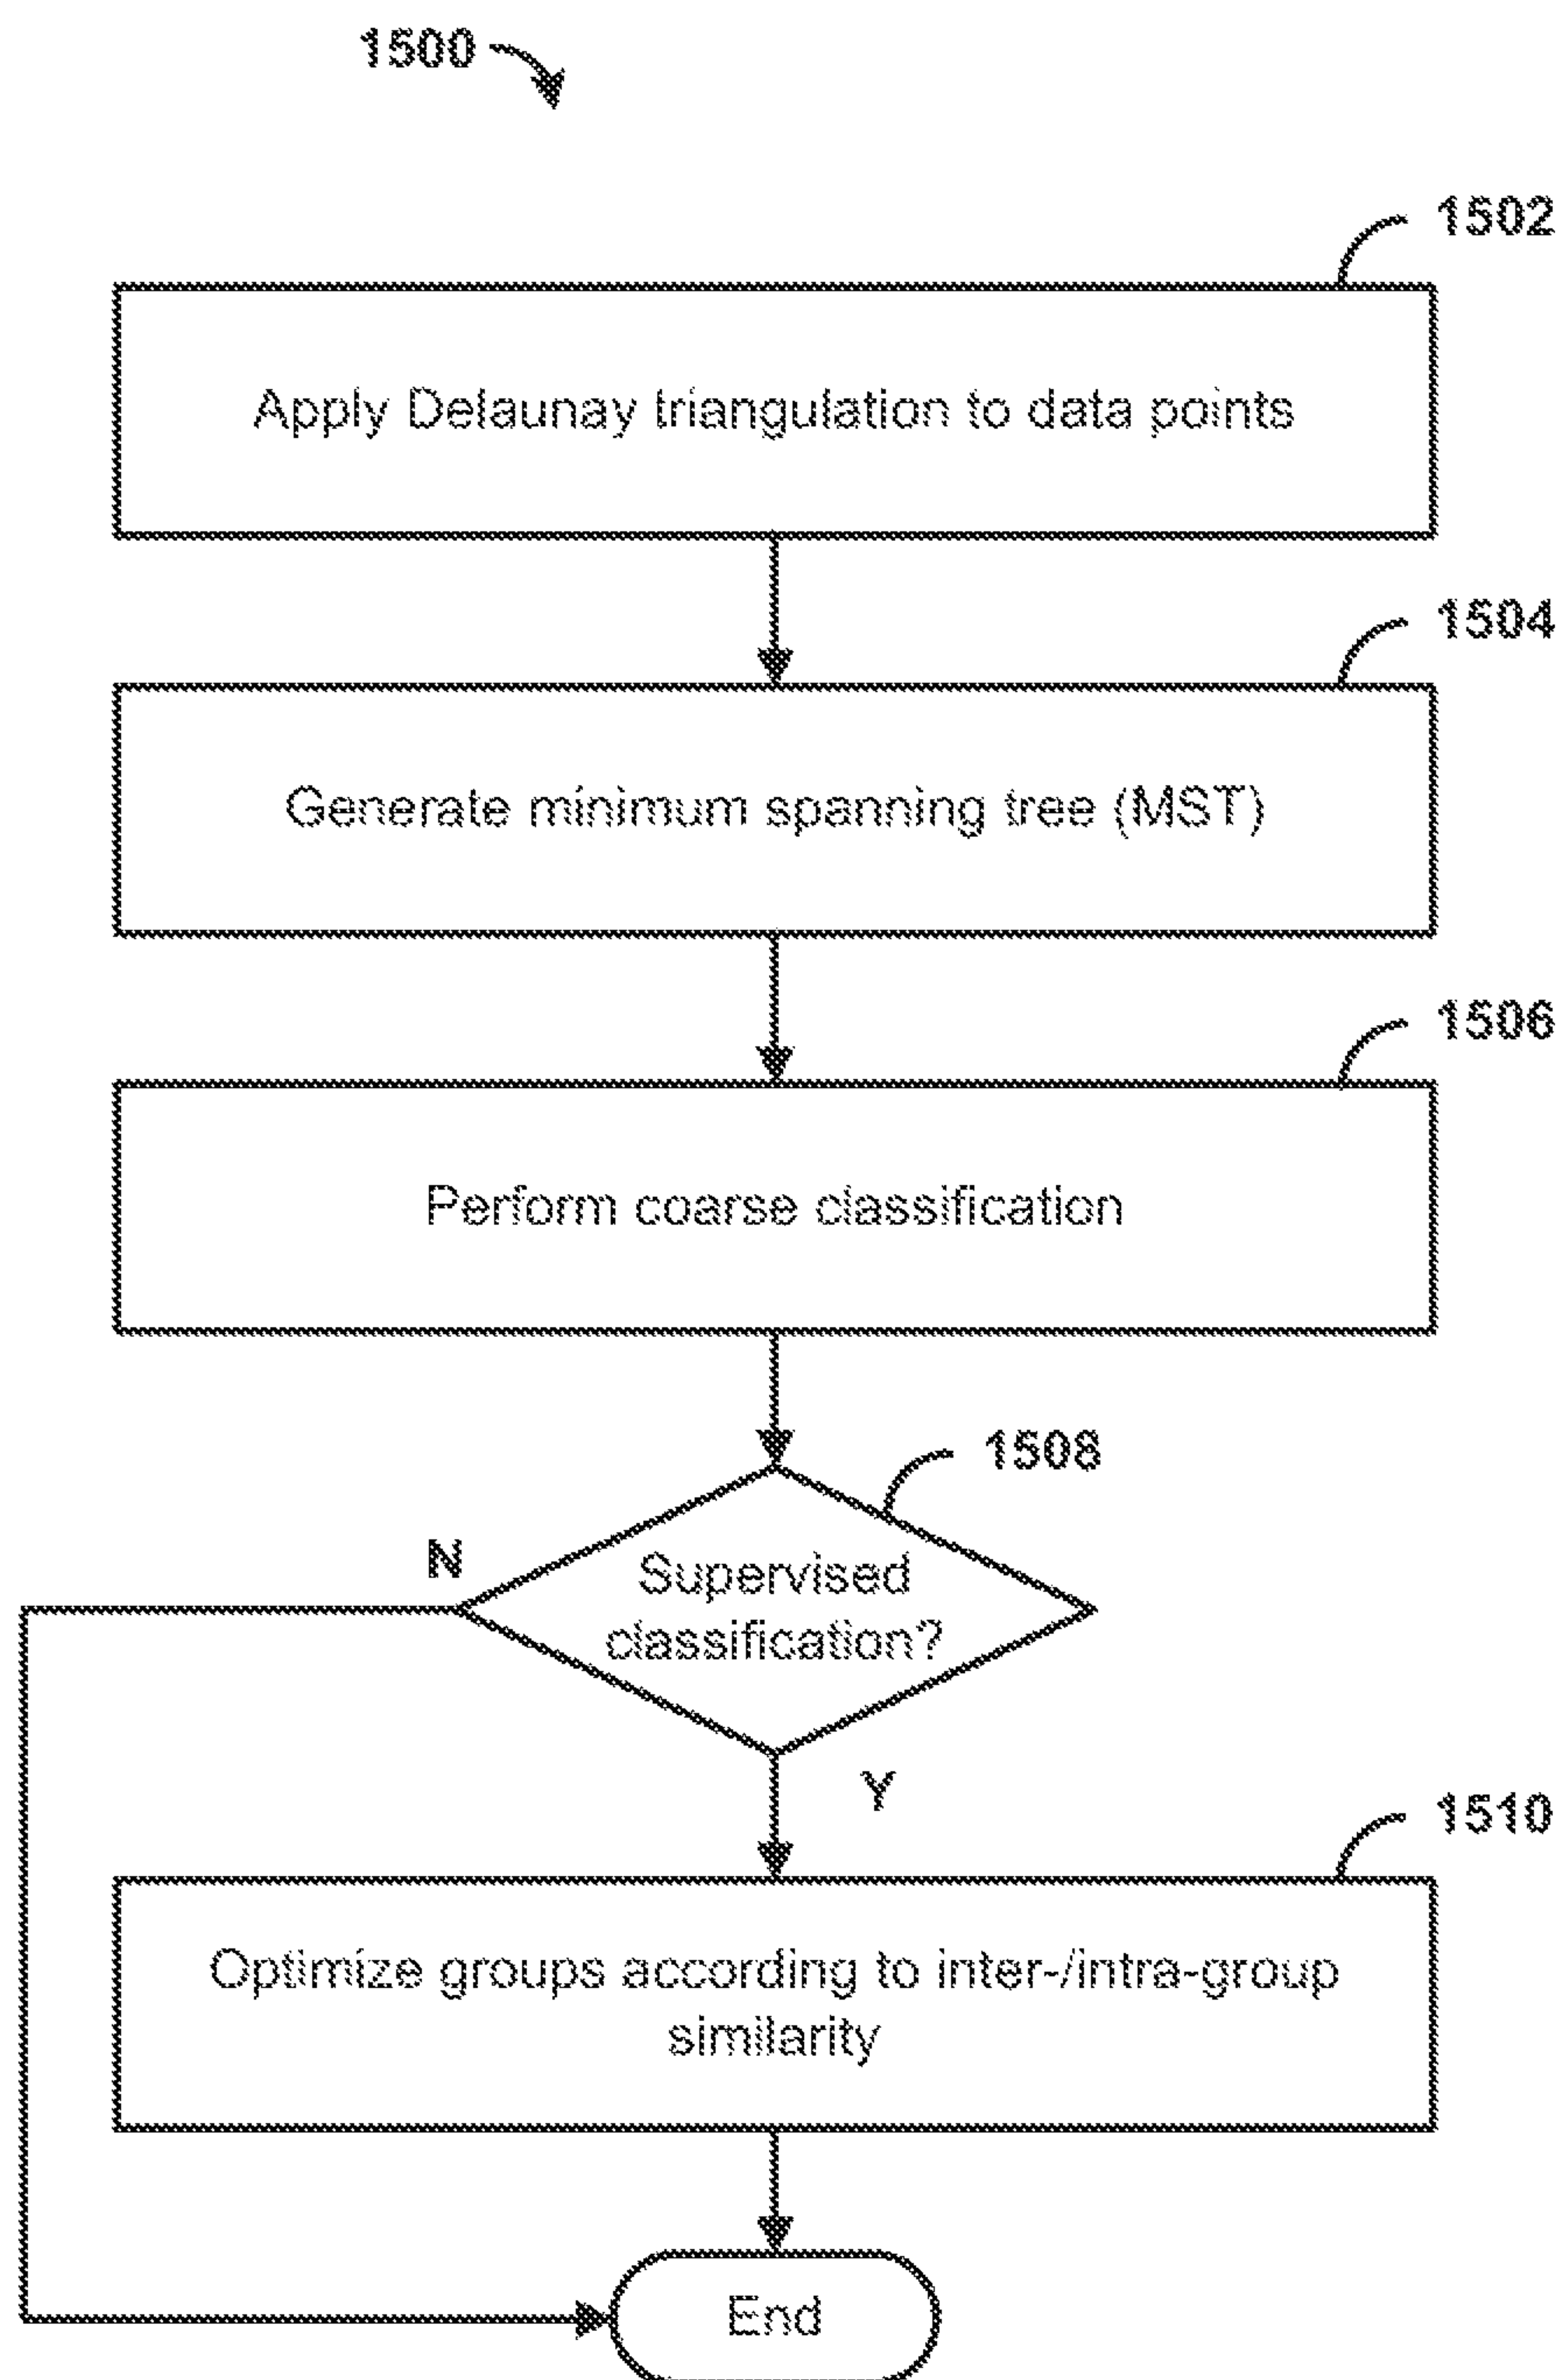 1500
1502
Apply Delaunay triangulation to data points
1504
Generate minimum spanning tree (MST)
1506
Perform coarse classification
1508
N
Supervised
classification?
Y
1510
Optimize groups according to inter-/intra-group
similarity
End